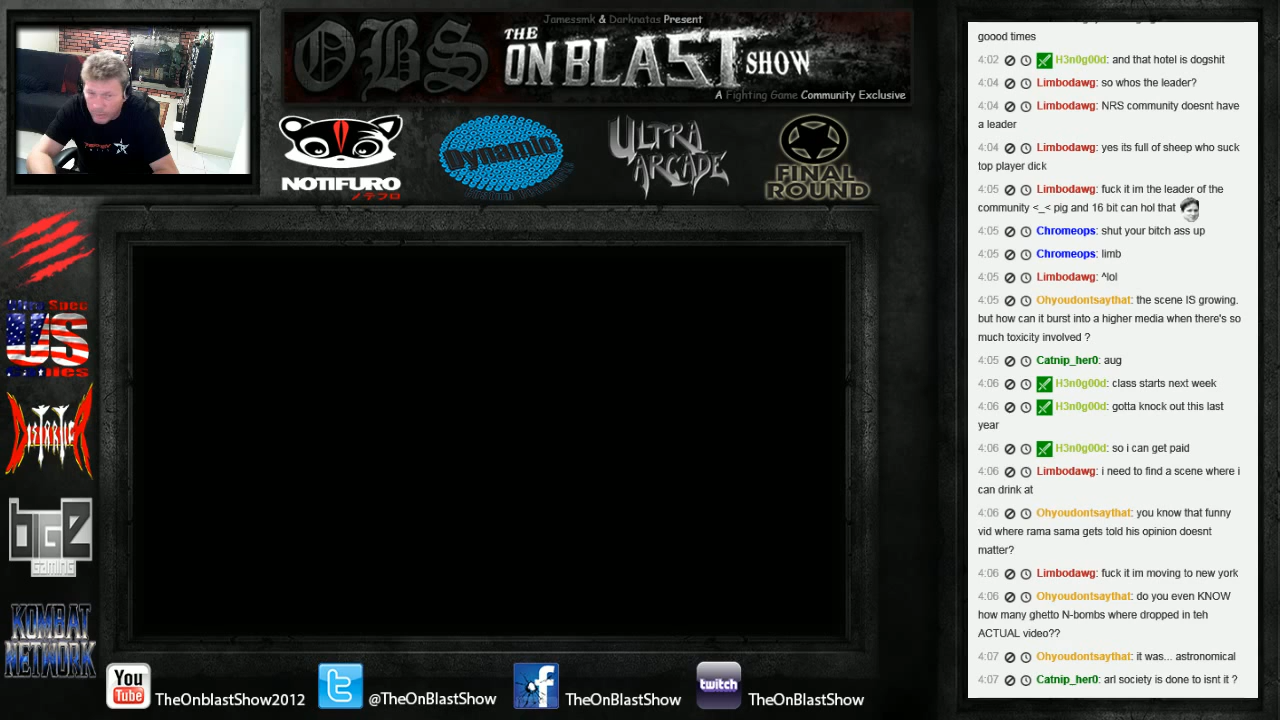 Jamessmk & Darknatas Present
OBS
THE
ON BLAST SHOW
A Fighting Game Community Exclusive
NOTIFURO
ノチフロ
Dynamic
ULTRA
ARCADE
FINAL
ROUND
US
BIGE
GAMING
KOMBAT
NETWORK
You
Tube
TheOnblastShow2012
@TheOnBlastShow
TheOnBlastShow
twitch
TheOnBlastShow
goood times
4:02 H3n0g00d: and that hotel is dogshit
4:04 Limbodawg: so whos the leader?
4:04 Limbodawg: NRS community doesnt have
a leader
4:04 Limbodawg: yes its full of sheep who suck
top player dick
4:05 Limbodawg: fuck it im the leader of the
community <_< pig and 16 bit can hol that
4:05 Chromeops: shut your bitch ass up
4:05 Chromeops: limb
4:05 Limbodawg: ^lol
4:05 Ohyoudontsaythat: the scene IS growing.
but how can it burst into a higher media when there's so
much toxicity involved ?
4:05 Catnip_her0: aug
4:06 H3n0g00d: class starts next week
4:06 H3n0g00d: gotta knock out this last
year
4:06 H3n0g00d: so i can get paid
4:06 Limbodawg: i need to find a scene where i
can drink at
4:06 Ohyoudontsaythat: you know that funny
vid where rama sama gets told his opinion doesnt
matter?
4:06 Limbodawg: fuck it im moving to new york
4:06 Ohyoudontsaythat: do you even KNOW
how many ghetto N-bombs where dropped in teh
ACTUAL video??
4:07 Ohyoudontsaythat: it was... astronomical
4:07 Catnip_her0: arl society is done to isnt it ?